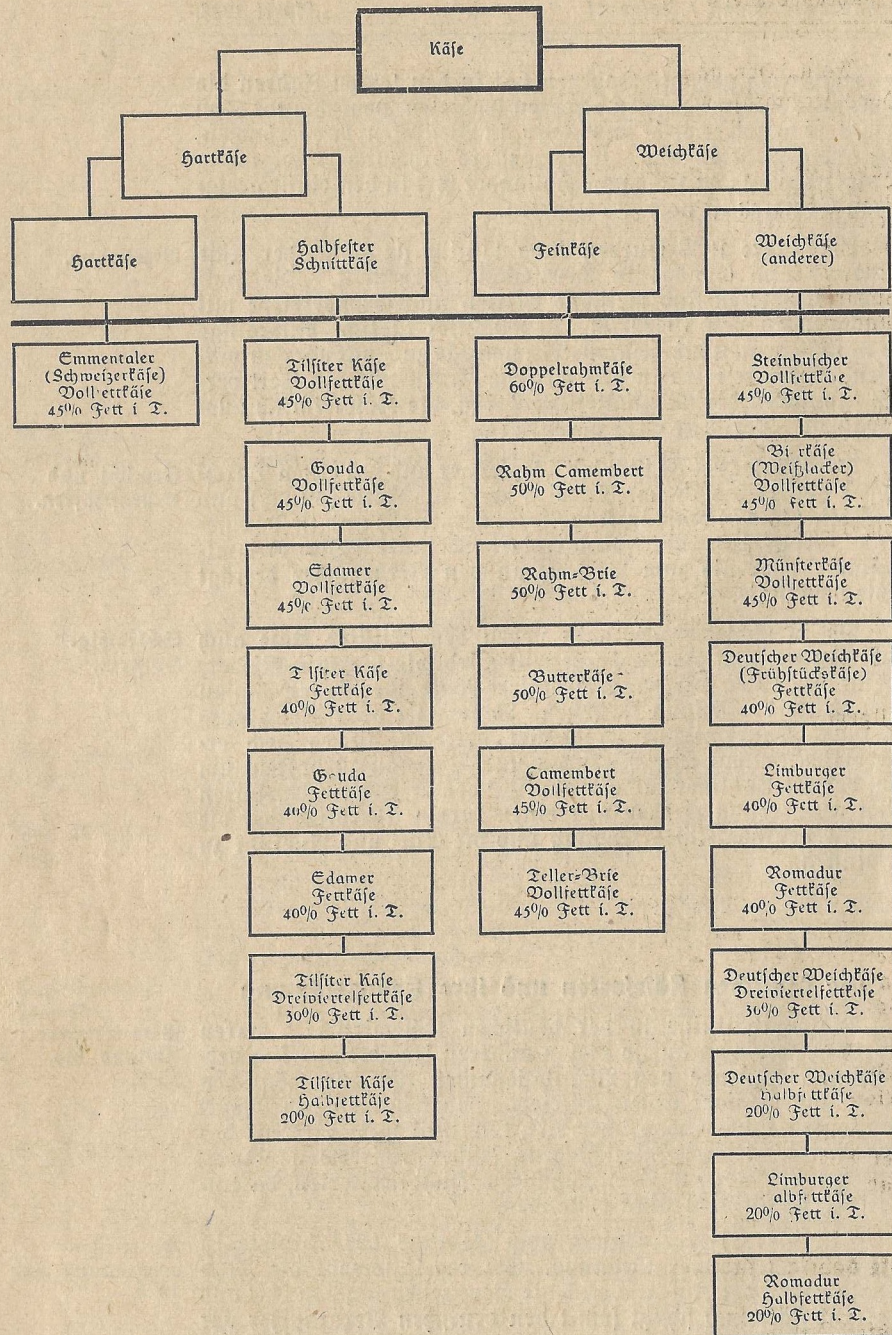 Käse
Hartkäse
Weichkäse
Hartkäse
Halbfester
Schnittkäse
Feinkäse
Weichkäse
(anderer)
Emmentaler
(Schweizerkäse)
Vollfettkäse
45% Fett i T.
Tilsiter Käse
Vollfettkäse
45% Fett i. T.
Gouda
Vollfettkäse
45% Fett i. T.
Edamer
Vollfettkäse
45% Fett i. T.
Tilsiter Käse
Fettkäse
40% Fett i. T.
Gouda
Fettkäse
40% Fett i. T.
Edamer
Fettkäse
40% Fett i. T.
Tilsiter Käse
Dreiviertelfettkäse
30% Fett i. T.
Tilsiter Käse
Halbfettkäse
20% Fett i. T.
Doppelrahmkäse
60% Fett i. T.
Rahm Camembert
50% Fett i. T.
Rahm-Brie
50% Fett i. T.
Butterkäse
50% Fett i. T.
Camembert
Vollfettkäse
45% Fett i. T.
Teller-Brie
Vollfettkäse
45% Fett i. T.
Steinbuscher
Vollfettkäse
45% Fett i. T.
Bierkäse
(Weißlacker)
Vollfettkäse
45% Fett i. T.
Münsterkäse
Vollfettkäse
45% Fett i. T.
Deutscher Weichkäse
(Frühstückskäse)
Fettkäse
40% Fett i. T.
Limburger
Fettkäse
40% Fett i. T.
Romadur
Fettkäse
40% Fett i. T.
Deutscher Weichkäse
Dreiviertelfettkäse
30% Fett i. T.
Deutscher Weichkäse
Halbfettkäse
20% Fett i. T.
Limburger
Halbfettkäse
20% Fett i. T.
Romadur
Halbfettkäse
20% Fett i. T.